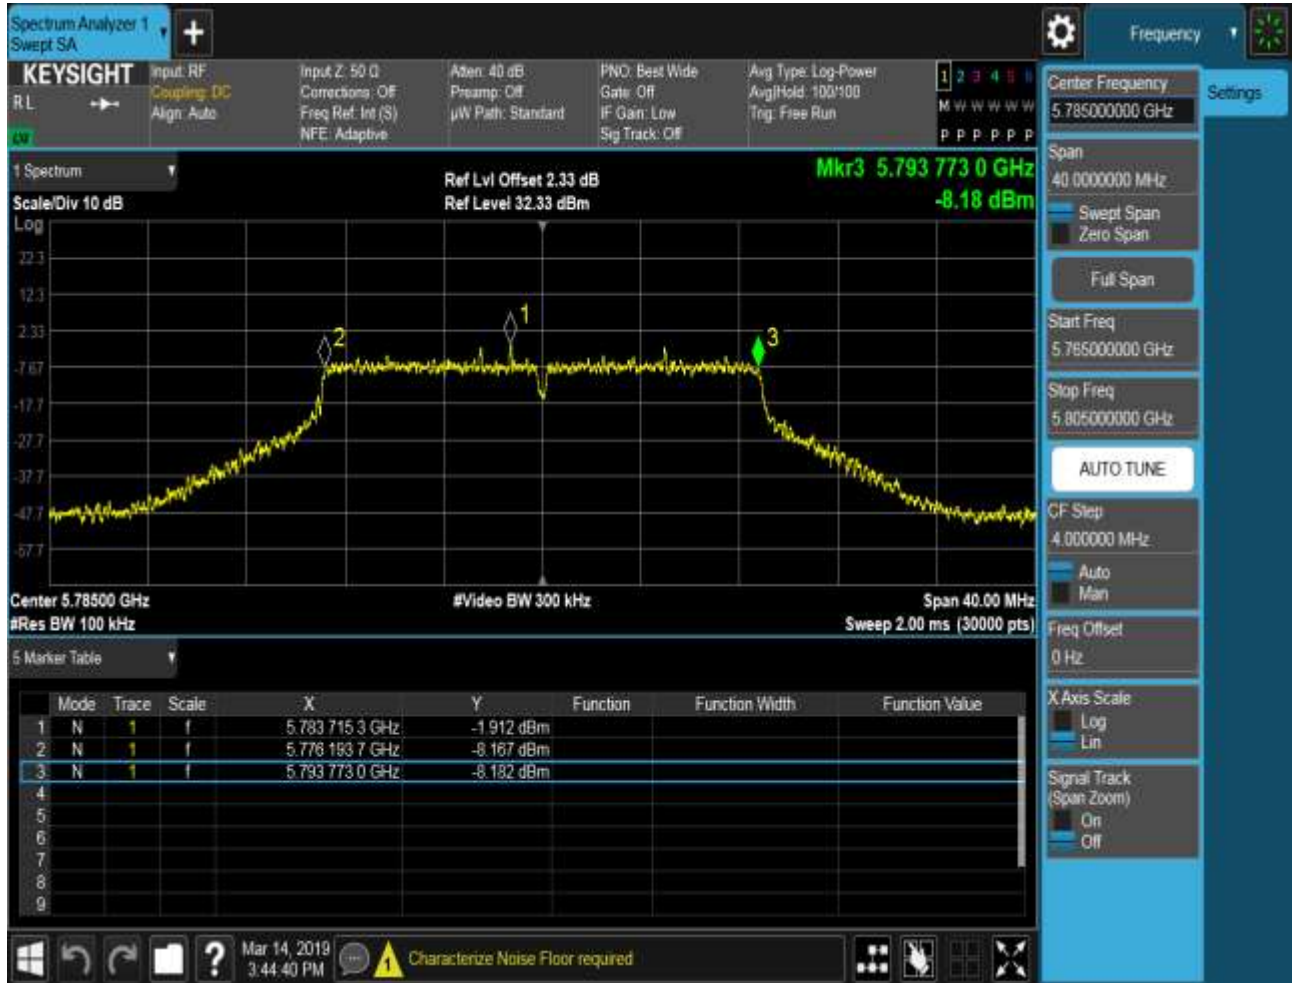 Spectrum Analyzer 1
Swept SA
Frequency
KEYSIGHT
RL
Input: RF
Coupling: DC
Align: Auto
Input Z: 50 Ω
Corrections: Off
Freq Ref: Int (S)
NFE: Adaptive
Atten: 40 dB
Preamp: Off
µW Path: Standard
PNO: Best Wide
Gate: Off
IF Gain: Low
Sig Track: Off
Avg Type: Log-Power
Avg|Hold: 100/100
Trig: Free Run
1 2 3 4 5 6
M W W W W W
P P P P P P
Center Frequency
5.785000000 GHz
Settings
Span
40.0000000 MHz
Swept Span
Zero Span
Full Span
Start Freq
5.765000000 GHz
Stop Freq
5.805000000 GHz
AUTO TUNE
CF Step
4.000000 MHz
Auto
Man
Freq Offset
0 Hz
X Axis Scale
Log
Lin
Signal Track
(Span Zoom)
On
Off
1 Spectrum
Scale/Div 10 dB
Ref Lvl Offset 2.33 dB
Ref Level 32.33 dBm
Mkr3 5.793 773 0 GHz
-8.18 dBm
Log
22.3
12.3
2.33
-7.67
-17.7
-27.7
-37.7
-47.7
-57.7
2
1
3
Center 5.78500 GHz
#Video BW 300 kHz
Span 40.00 MHz
#Res BW 100 kHz
Sweep 2.00 ms (30000 pts)
5 Marker Table
Mode Trace Scale X Y Function Function Width Function Value
1 N 1 f 5.783 715 3 GHz -1.912 dBm
2 N 1 f 5.776 193 7 GHz -8.167 dBm
3 N 1 f 5.793 773 0 GHz -8.182 dBm
4
5
6
7
8
9
Mar 14, 2019
3:44:40 PM
1
Characterize Noise Floor required